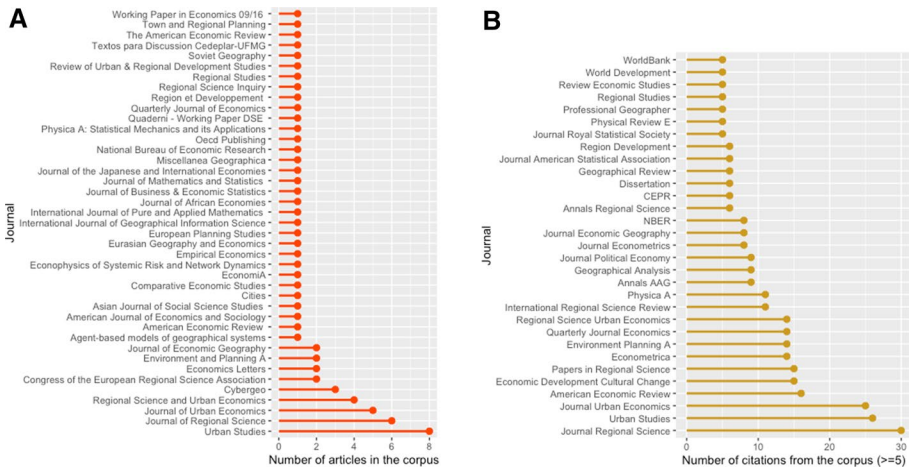 A
Working Paper in Economics 09/16
Town and Regional Planning
The American Economic Review
Textos para Discussion Cedeplar-UFMG
Soviet Geography
Review of Urban & Regional Development Studies
Regional Studies
Regional Science Inquiry
Region et Developpement
Quarterly Journal of Economics
Quaderni - Working Paper DSE
Physica A: Statistical Mechanics and its Applications
Oecd Publishing
National Bureau of Economic Research
Miscellanea Geographica
Journal of the Japanese and International Economies
Journal of Mathematics and Statistics
Journal of Business & Economic Statistics
Journal of African Economies
International Journal of Pure and Applied Mathematics
International Journal of Geographical Information Science
European Planning Studies
Eurasian Geography and Economics
Empirical Economics
Econophysics of Systemic Risk and Network Dynamics
EconomiA
Comparative Economic Studies
Cities
Asian Journal of Social Science Studies
American Journal of Economics and Sociology
American Economic Review
Agent-based models of geographical systems
Journal of Economic Geography
Environment and Planning A
Economics Letters
Congress of the European Regional Science Association
Cybergeo
Regional Science and Urban Economics
Journal of Urban Economics
Journal of Regional Science
Urban Studies
Journal
0 2 4 6 8
Number of articles in the corpus
B
WorldBank
World Development
Review Economic Studies
Regional Studies
Professional Geographer
Physical Review E
Journal Royal Statistical Society
Region Development
Journal American Statistical Association
Geographical Review
Dissertation
CEPR
Annals Regional Science
NBER
Journal Economic Geography
Journal Econometrics
Journal Political Economy
Geographical Analysis
Annals AAG
Physica A
International Regional Science Review
Regional Science Urban Economics
Quarterly Journal Economics
Environment Planning A
Econometrica
Papers in Regional Science
Economic Development Cultural Change
American Economic Review
Journal Urban Economics
Urban Studies
Journal Regional Science
Journal
0 10 20 30
Number of citations from the corpus (>=5)